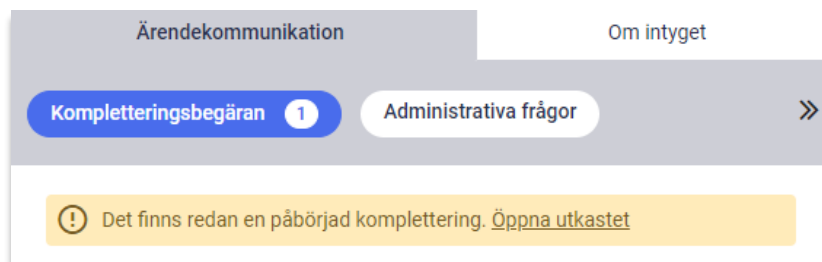 Ärendekommunikation Om intyget
Kompletteringsbegäran 1 Administrativa frågor
Det finns redan en påbörjad komplettering. Öppna utkastet